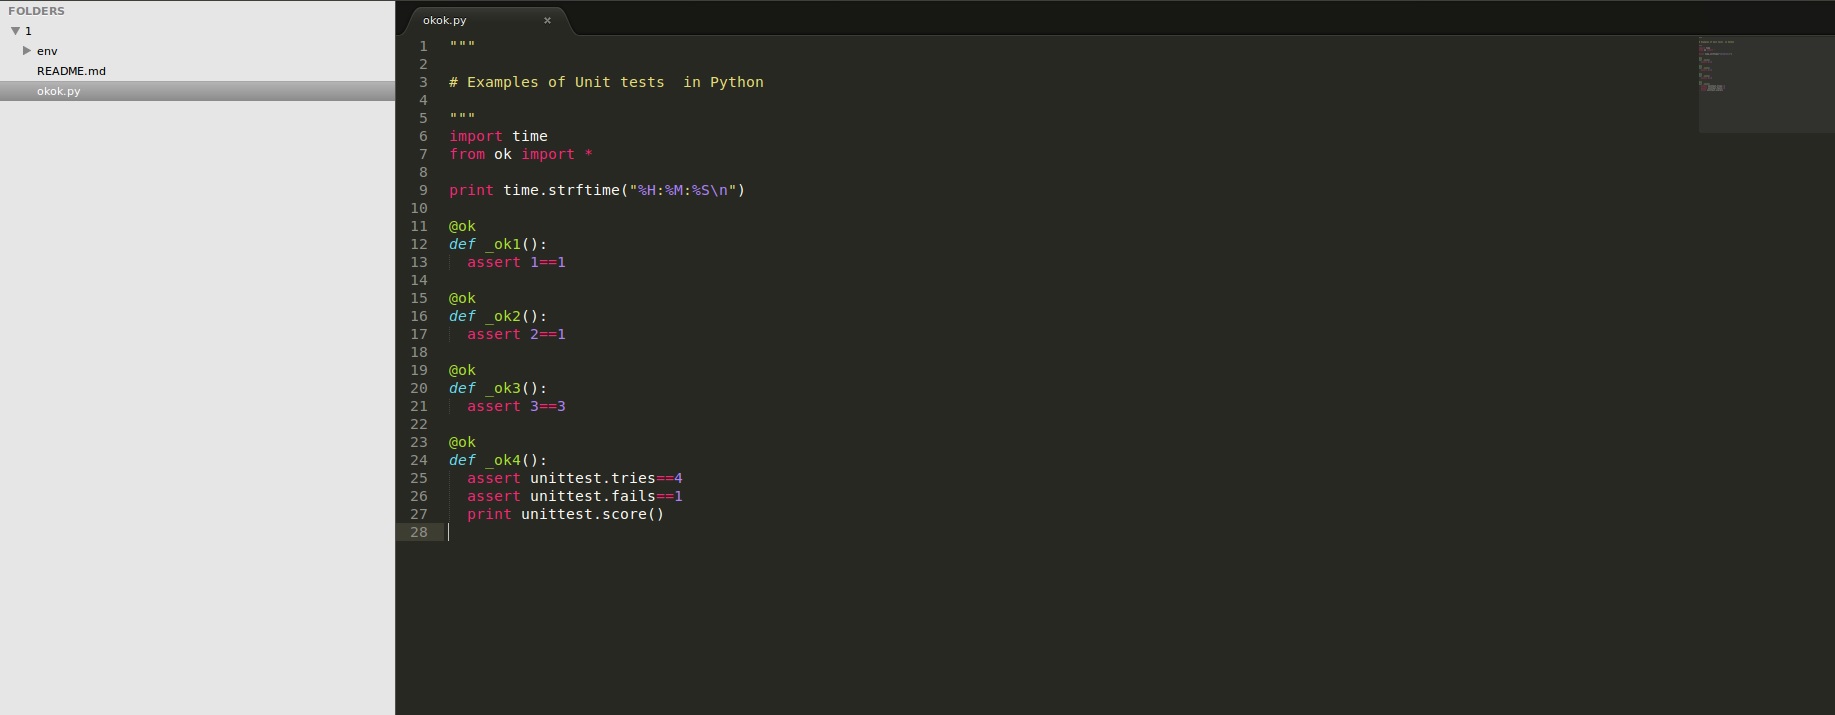 FOLDERS
1
env
README.md
okok.py
okok.py ×
1 """
2
3 # Examples of Unit tests  in Python
4
5 """
6 import time
7 from ok import *
8
9 print time.strftime("%H:%M:%S\n")
10
11 @ok
12 def _ok1():
13   assert 1==1
14
15 @ok
16 def _ok2():
17   assert 2==1
18
19 @ok
20 def _ok3():
21   assert 3==3
22
23 @ok
24 def _ok4():
25   assert unittest.tries==4
26   assert unittest.fails==1
27   print unittest.score()
28